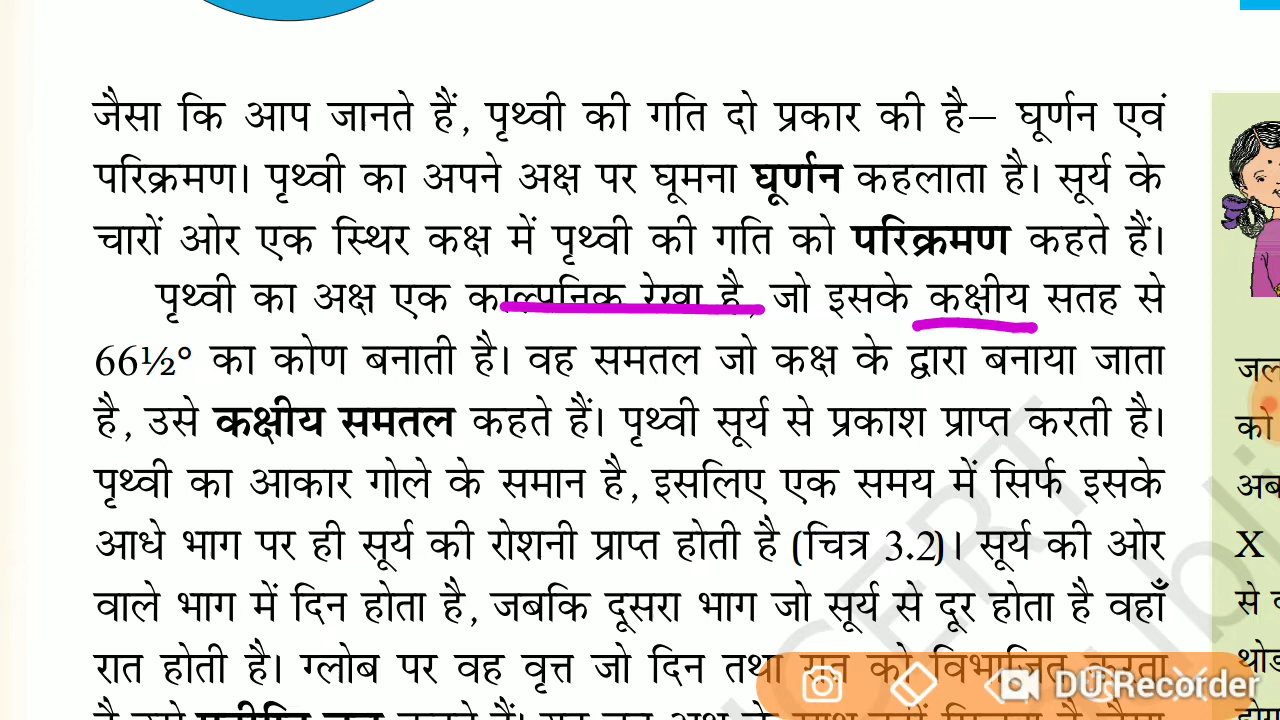 जैसा कि आप जानते हैं, पृथ्वी की गति दो प्रकार की है– घूर्णन एवं
परिक्रमण। पृथ्वी का अपने अक्ष पर घूमना घूर्णन कहलाता है। सूर्य के
चारों ओर एक स्थिर कक्ष में पृथ्वी की गति को परिक्रमण कहते हैं।
पृथ्वी का अक्ष एक काल्पनिक रेखा है, जो इसके कक्षीय सतह से
66½° का कोण बनाती है। वह समतल जो कक्ष के द्वारा बनाया जाता
है, उसे कक्षीय समतल कहते हैं। पृथ्वी सूर्य से प्रकाश प्राप्त करती है।
पृथ्वी का आकार गोले के समान है, इसलिए एक समय में सिर्फ इसके
आधे भाग पर ही सूर्य की रोशनी प्राप्त होती है (चित्र 3.2)। सूर्य की ओर
वाले भाग में दिन होता है, जबकि दूसरा भाग जो सूर्य से दूर होता है वहाँ
रात होती है। ग्लोब पर वह वृत्त जो दिन तथा रात को विभाजित करता
जल
को
अब
X
से
DU Recorder